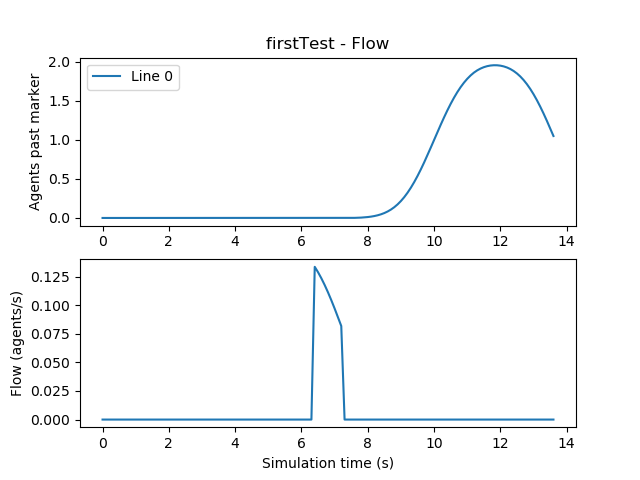 firstTest - Flow
Agents past marker
2.0
1.5
1.0
0.5
0.0
Line 0
0 2 4 6 8 10 12 14
Flow (agents/s)
0.125
0.100
0.075
0.050
0.025
0.000
0 2 4 6 8 10 12 14
Simulation time (s)